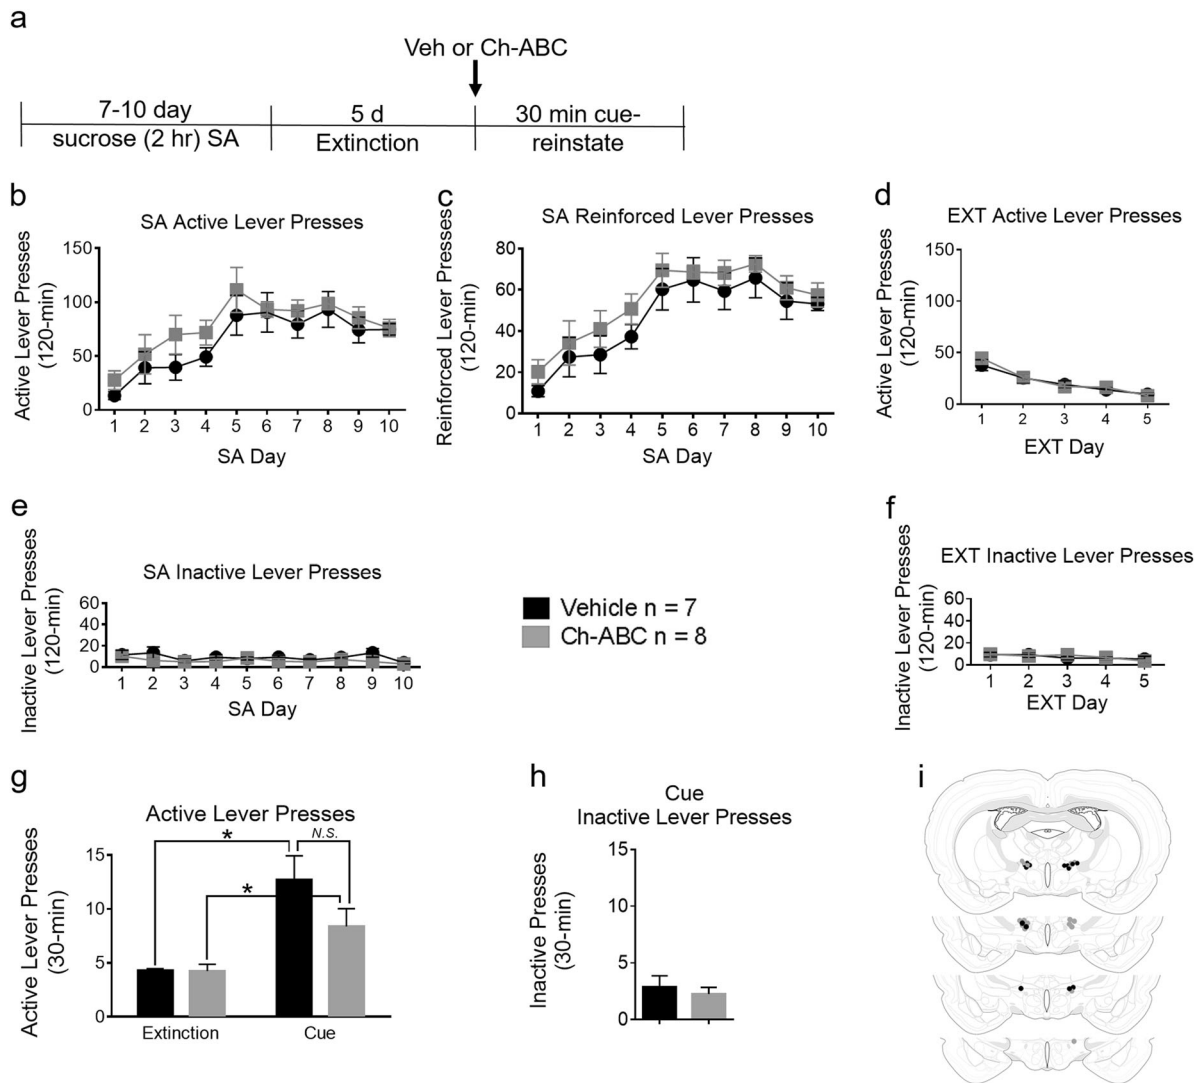 a
Veh or Ch-ABC
7-10 day
sucrose (2 hr) SA
5 d
Extinction
30 min cue-
reinstate
b
SA Active Lever Presses
Active Lever Presses
(120-min)
150
100
50
0
1 2 3 4 5 6 7 8 9 10
SA Day
c
SA Reinforced Lever Presses
Reinforced Lever Presses
(120-min)
80
60
40
20
0
1 2 3 4 5 6 7 8 9 10
SA Day
d
EXT Active Lever Presses
Active Lever Presses
(120-min)
150
100
50
0
1 2 3 4 5
EXT Day
e
SA Inactive Lever Presses
Inactive Lever Presses
(120-min)
60
40
20
0
1 2 3 4 5 6 7 8 9 10
SA Day
Vehicle n = 7
Ch-ABC n = 8
f
EXT Inactive Lever Presses
Inactive Lever Presses
(120-min)
60
40
20
0
1 2 3 4 5
EXT Day
g
Active Lever Presses
Active Lever Presses
(30-min)
15
10
5
0
*
N.S.
*
Extinction Cue
h
Cue
Inactive Lever Presses
Inactive Presses
(30-min)
15
10
5
0
i